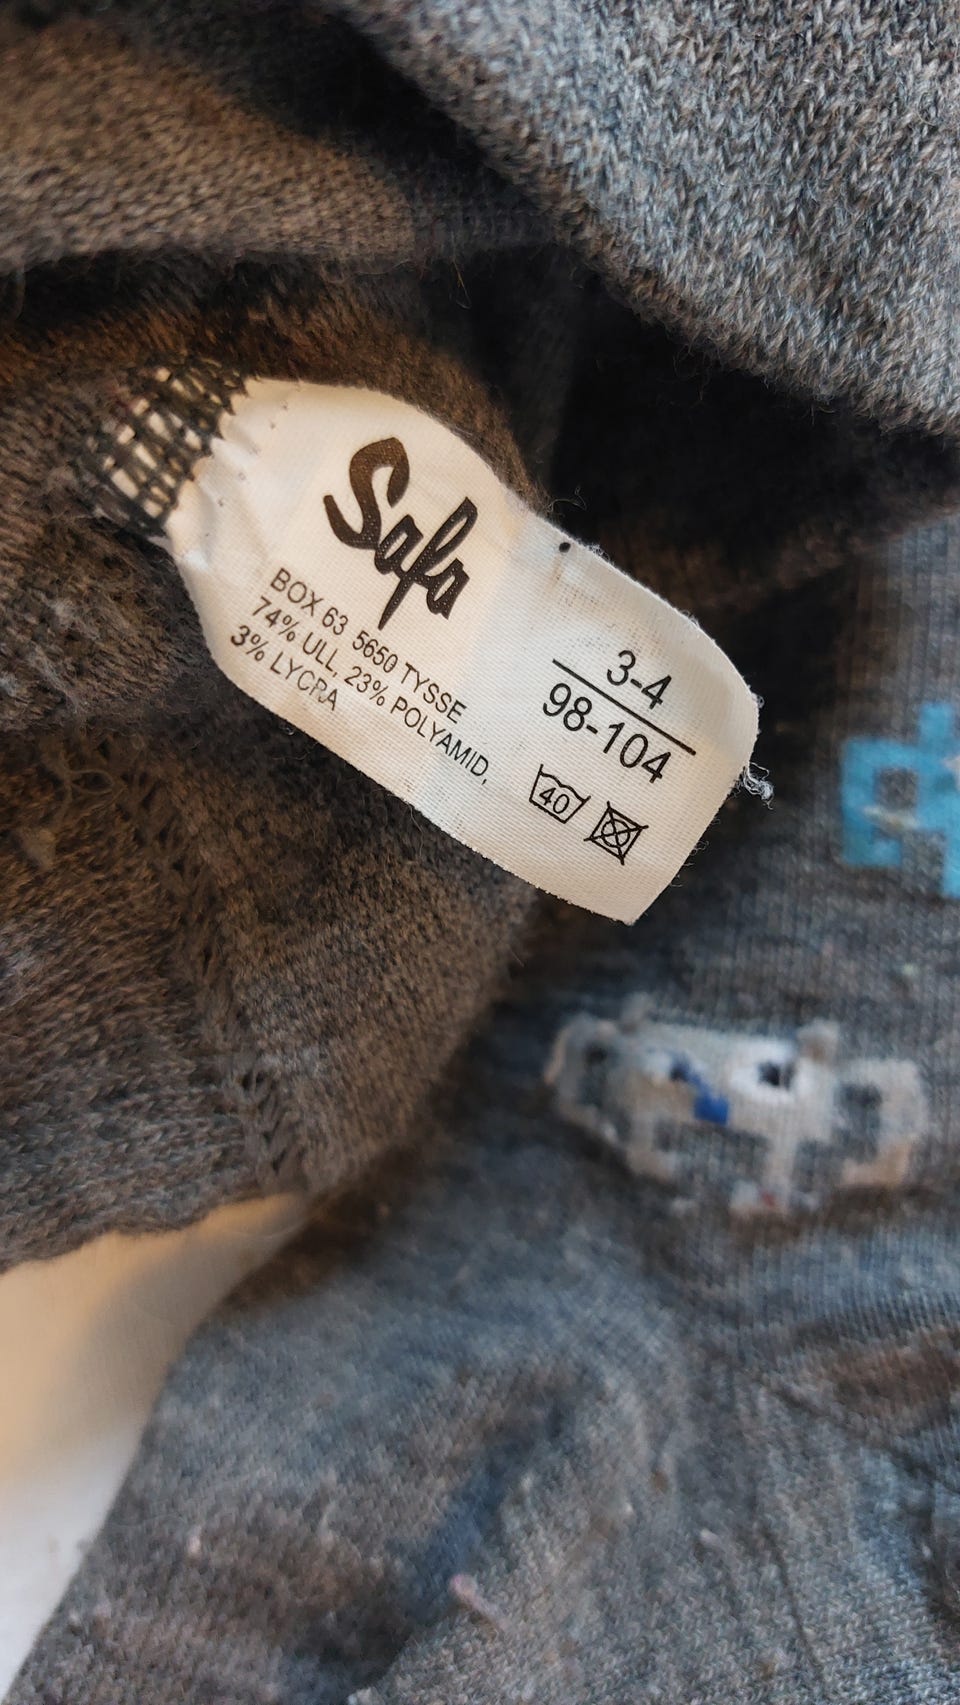 Safa
BOX 63 5650 TYSSE
74% ULL, 23% POLYAMID,
3% LYCRA
3-4
98-104
40